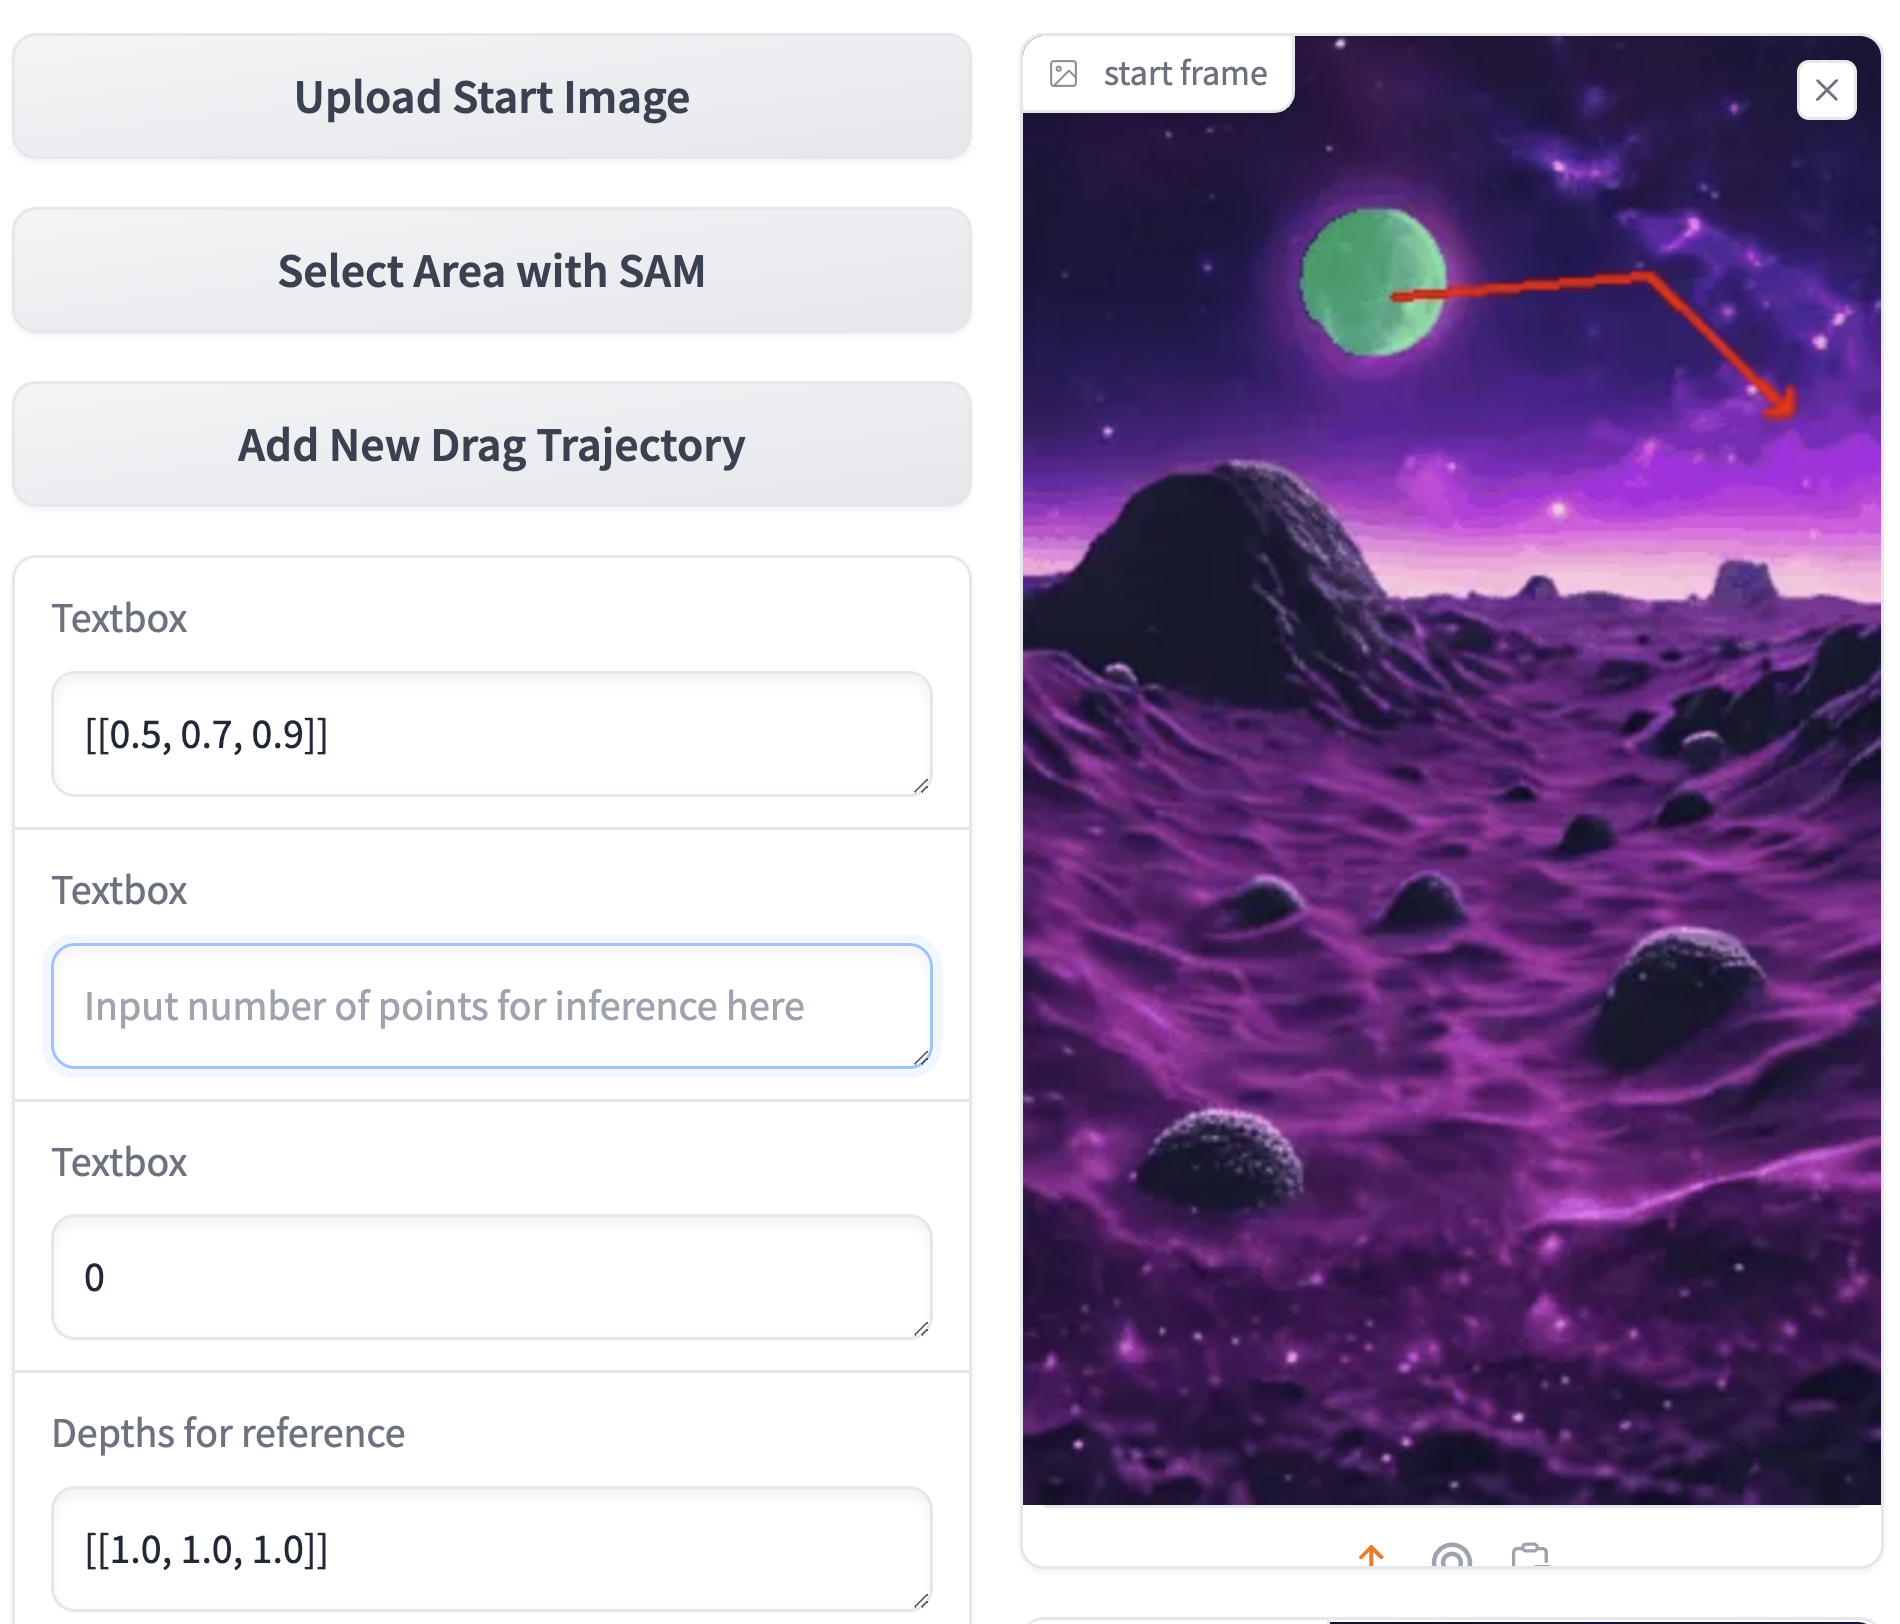 Upload Start Image
Select Area with SAM
Add New Drag Trajectory
Textbox
[[0.5, 0.7, 0.9]]
Textbox
Input number of points for inference here
Textbox
0
Depths for reference
[[1.0, 1.0, 1.0]]
start frame